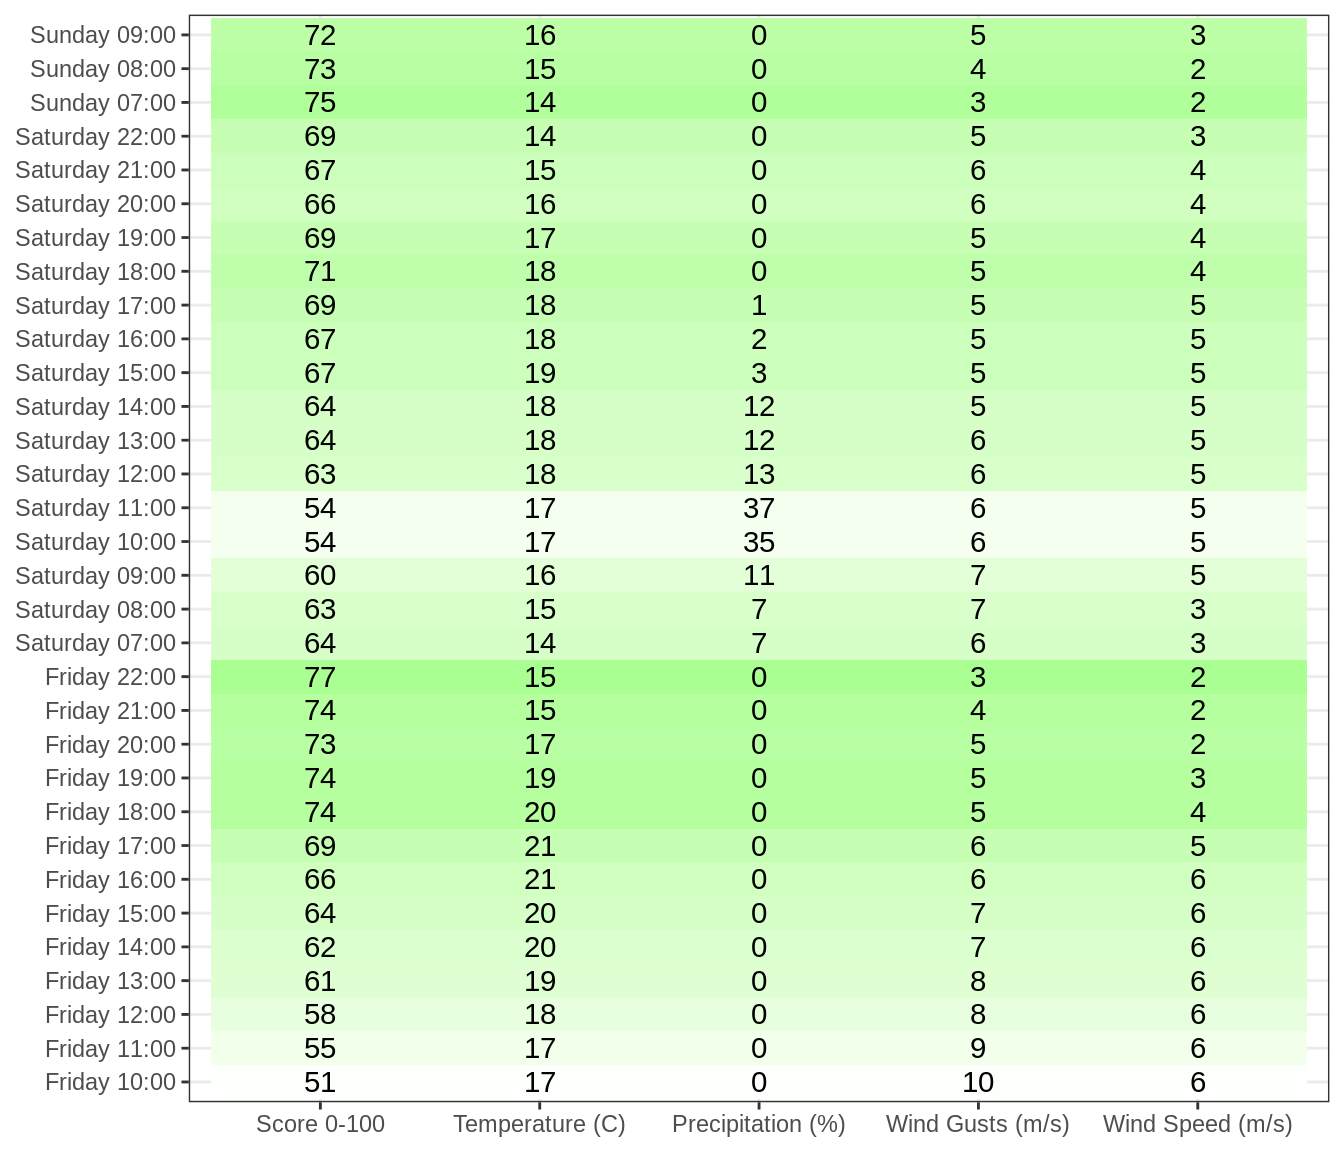 Sunday 09:00 72 16 0 5 3
Sunday 08:00 73 15 0 4 2
Sunday 07:00 75 14 0 3 2
Saturday 22:00 69 14 0 5 3
Saturday 21:00 67 15 0 6 4
Saturday 20:00 66 16 0 6 4
Saturday 19:00 69 17 0 5 4
Saturday 18:00 71 18 0 5 4
Saturday 17:00 69 18 1 5 5
Saturday 16:00 67 18 2 5 5
Saturday 15:00 67 19 3 5 5
Saturday 14:00 64 18 12 5 5
Saturday 13:00 64 18 12 6 5
Saturday 12:00 63 18 13 6 5
Saturday 11:00 54 17 37 6 5
Saturday 10:00 54 17 35 6 5
Saturday 09:00 60 16 11 7 5
Saturday 08:00 63 15 7 7 3
Saturday 07:00 64 14 7 6 3
Friday 22:00 77 15 0 3 2
Friday 21:00 74 15 0 4 2
Friday 20:00 73 17 0 5 2
Friday 19:00 74 19 0 5 3
Friday 18:00 74 20 0 5 4
Friday 17:00 69 21 0 6 5
Friday 16:00 66 21 0 6 6
Friday 15:00 64 20 0 7 6
Friday 14:00 62 20 0 7 6
Friday 13:00 61 19 0 8 6
Friday 12:00 58 18 0 8 6
Friday 11:00 55 17 0 9 6
Friday 10:00 51 17 0 10 6
Score 0-100 Temperature (C) Precipitation (%) Wind Gusts (m/s) Wind Speed (m/s)